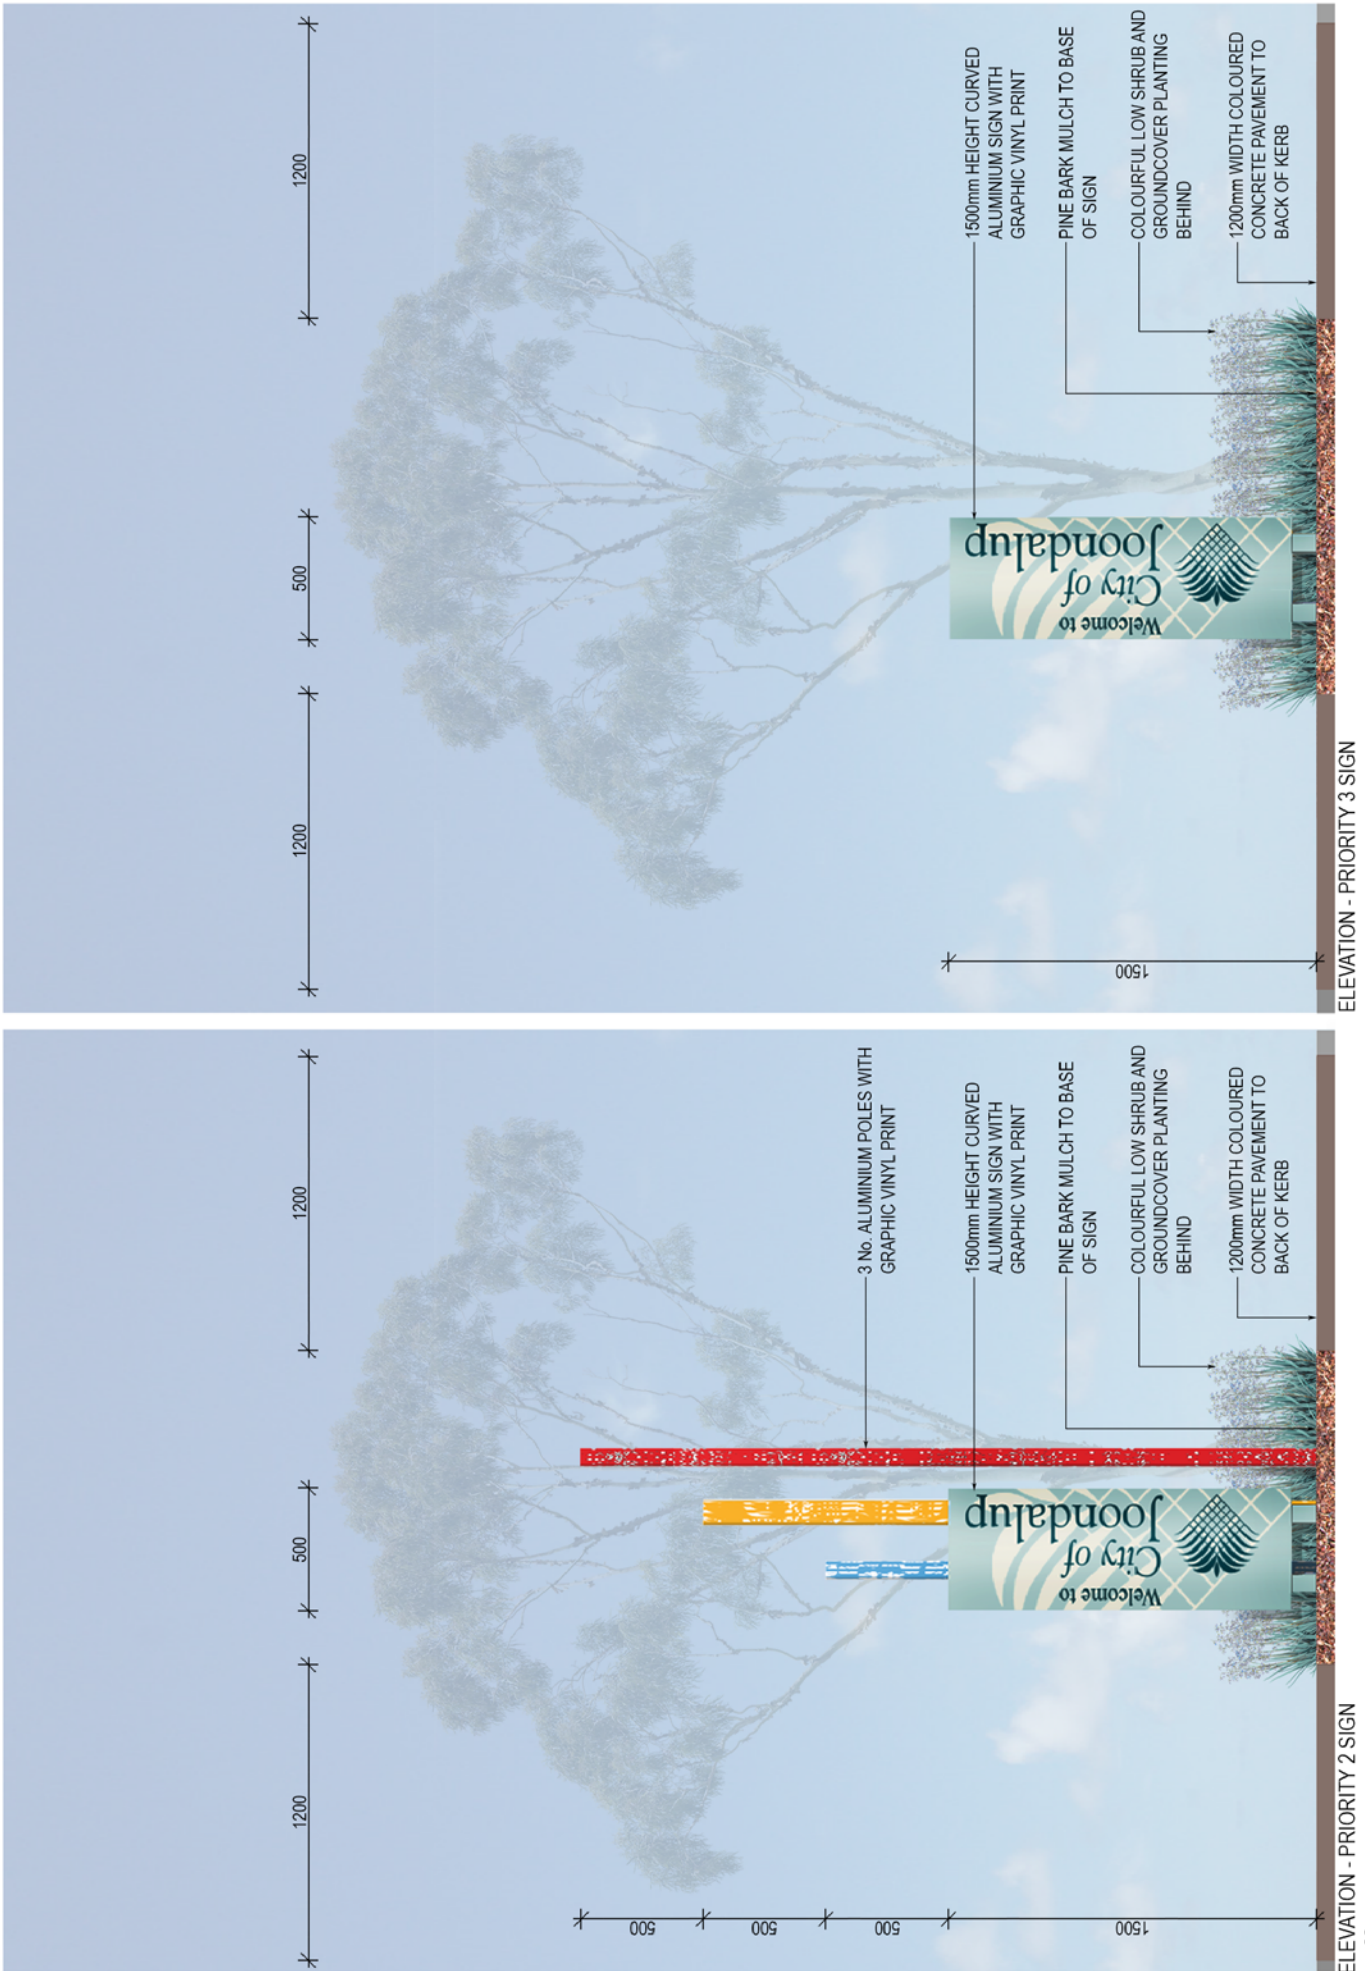 1200
500
1200
3 No. ALUMINIUM POLES WITH
GRAPHIC VINYL PRINT
1500mm HEIGHT CURVED
ALUMINIUM SIGN WITH
GRAPHIC VINYL PRINT
PINE BARK MULCH TO BASE
OF SIGN
COLOURFUL LOW SHRUB AND
GROUNDCOVER PLANTING
BEHIND
1200mm WIDTH COLOURED
CONCRETE PAVEMENT TO
BACK OF KERB
500
500
500
1500
Welcome to
City of
Joondalup
ELEVATION - PRIORITY 2 SIGN
1200
500
1200
1500mm HEIGHT CURVED
ALUMINIUM SIGN WITH
GRAPHIC VINYL PRINT
PINE BARK MULCH TO BASE
OF SIGN
COLOURFUL LOW SHRUB AND
GROUNDCOVER PLANTING
BEHIND
1200mm WIDTH COLOURED
CONCRETE PAVEMENT TO
BACK OF KERB
1500
Welcome to
City of
Joondalup
ELEVATION - PRIORITY 3 SIGN